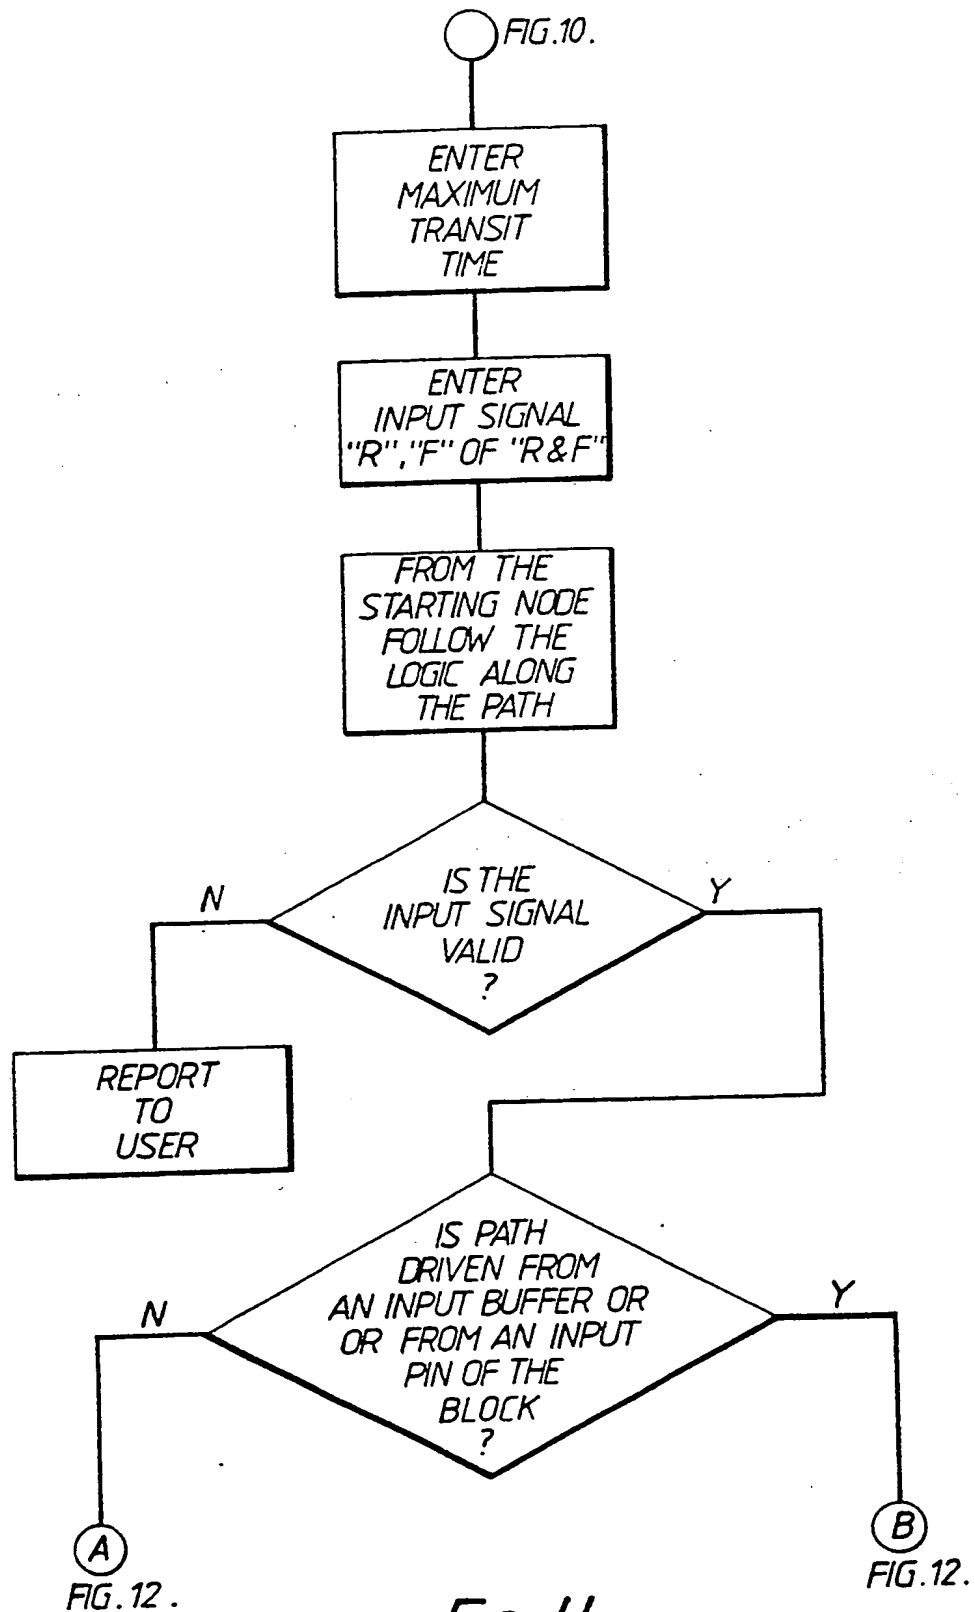 FIG.10.
ENTER
MAXIMUM
TRANSIT
TIME
ENTER
INPUT SIGNAL
"R","F" OF "R&F"
FROM THE
STARTING NODE
FOLLOW THE
LOGIC ALONG
THE PATH
IS THE
INPUT SIGNAL
VALID
?
N
Y
REPORT
TO
USER
IS PATH
DRIVEN FROM
AN INPUT BUFFER OR
OR FROM AN INPUT
PIN OF THE
BLOCK
?
N
Y
A
FIG.12.
B
FIG.12.